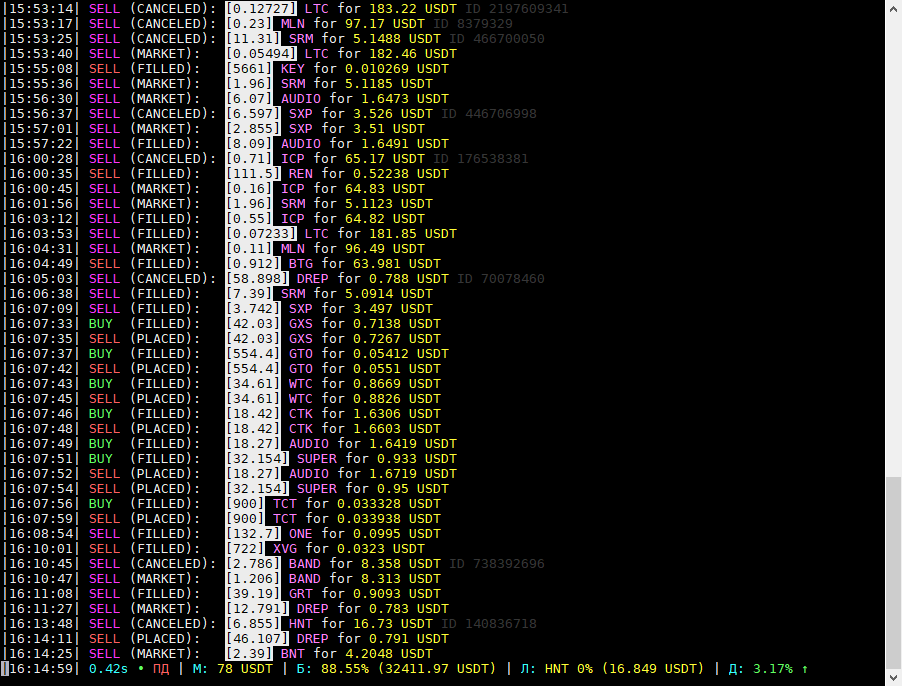 |15:53:14| SELL (CANCELED): [0.12727] LTC for 183.22 USDT ID 2197609341
|15:53:17| SELL (CANCELED): [0.23] MLN for 97.17 USDT ID 8379329
|15:53:25| SELL (CANCELED): [11.31] SRM for 5.1488 USDT ID 466700050
|15:53:40| SELL (MARKET): [0.05494] LTC for 182.46 USDT
|15:55:08| SELL (FILLED): [5661] KEY for 0.010269 USDT
|15:55:36| SELL (MARKET): [1.96] SRM for 5.1185 USDT
|15:56:30| SELL (MARKET): [6.07] AUDIO for 1.6473 USDT
|15:56:37| SELL (CANCELED): [6.597] SXP for 3.526 USDT ID 446706998
|15:57:01| SELL (MARKET): [2.855] SXP for 3.51 USDT
|15:57:22| SELL (FILLED): [8.09] AUDIO for 1.6491 USDT
|16:00:28| SELL (CANCELED): [0.71] ICP for 65.17 USDT ID 176538381
|16:00:35| SELL (FILLED): [111.5] REN for 0.52238 USDT
|16:00:45| SELL (MARKET): [0.16] ICP for 64.83 USDT
|16:01:56| SELL (MARKET): [1.96] SRM for 5.1123 USDT
|16:03:12| SELL (FILLED): [0.55] ICP for 64.82 USDT
|16:03:53| SELL (FILLED): [0.07233] LTC for 181.85 USDT
|16:04:31| SELL (MARKET): [0.11] MLN for 96.49 USDT
|16:04:49| SELL (FILLED): [0.912] BTG for 63.981 USDT
|16:05:03| SELL (CANCELED): [58.898] DREP for 0.788 USDT ID 70078460
|16:06:38| SELL (FILLED): [7.39] SRM for 5.0914 USDT
|16:07:09| SELL (FILLED): [3.742] SXP for 3.497 USDT
|16:07:33| BUY (FILLED): [42.03] GXS for 0.7138 USDT
|16:07:35| SELL (PLACED): [42.03] GXS for 0.7267 USDT
|16:07:37| BUY (FILLED): [554.4] GTO for 0.05412 USDT
|16:07:42| SELL (PLACED): [554.4] GTO for 0.0551 USDT
|16:07:43| BUY (FILLED): [34.61] WTC for 0.8669 USDT
|16:07:45| SELL (PLACED): [34.61] WTC for 0.8826 USDT
|16:07:46| BUY (FILLED): [18.42] CTK for 1.6306 USDT
|16:07:48| SELL (PLACED): [18.42] CTK for 1.6603 USDT
|16:07:49| BUY (FILLED): [18.27] AUDIO for 1.6419 USDT
|16:07:51| BUY (FILLED): [32.154] SUPER for 0.933 USDT
|16:07:52| SELL (PLACED): [18.27] AUDIO for 1.6719 USDT
|16:07:54| SELL (PLACED): [32.154] SUPER for 0.95 USDT
|16:07:56| BUY (FILLED): [900] TCT for 0.033328 USDT
|16:07:59| SELL (PLACED): [900] TCT for 0.033938 USDT
|16:08:54| SELL (FILLED): [132.7] ONE for 0.0995 USDT
|16:10:01| SELL (FILLED): [722] XVG for 0.0323 USDT
|16:10:45| SELL (CANCELED): [2.786] BAND for 8.358 USDT ID 738392696
|16:10:47| SELL (MARKET): [1.206] BAND for 8.313 USDT
|16:11:08| SELL (FILLED): [39.19] GRT for 0.9093 USDT
|16:11:27| SELL (MARKET): [12.791] DREP for 0.783 USDT
|16:13:48| SELL (CANCELED): [6.855] HNT for 16.73 USDT ID 140836718
|16:14:11| SELL (PLACED): [46.107] DREP for 0.791 USDT
|16:14:25| SELL (MARKET): [2.39] BNT for 4.2048 USDT
|16:14:59| 0.42s • ПД | М: 78 USDT | Б: 88.55% (32411.97 USDT) | Л: HNT 0% (16.849 USDT) | Д: 3.17% ↑